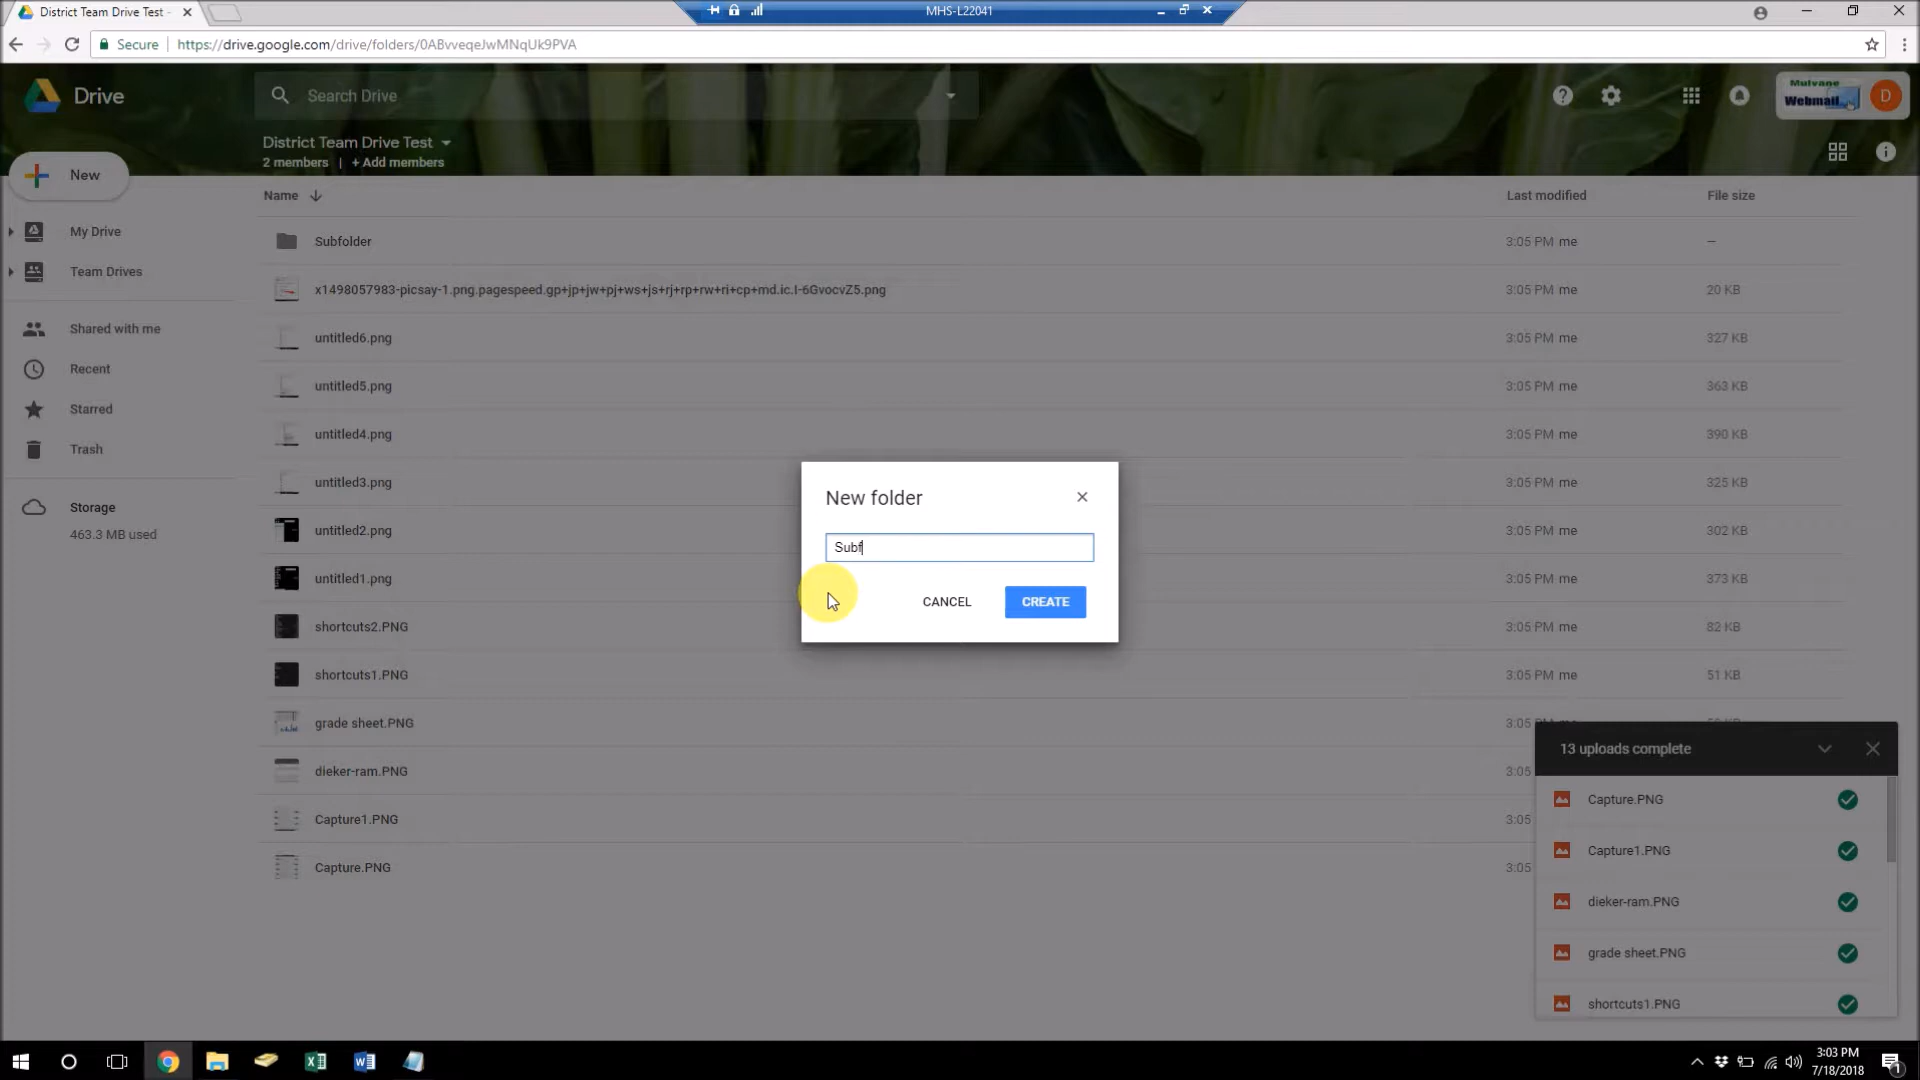 District Team Drive Test -
MHS-L22041
Secure https://drive.google.com/drive/folders/0ABvveqeJwMNqUk9PVA
Drive
Search Drive
Mulvane
Webmail
D
District Team Drive Test
2 members | + Add members
New
Name
Last modified
File size
My Drive
Team Drives
Shared with me
Recent
Starred
Trash
Storage
463.3 MB used
Subfolder 3:05 PM me –
x1498057983-picsay-1.png.pagespeed.gp+jp+jw+pj+ws+js+rj+rp+rw+ri+cp+md.ic.I-6GvocvZ5.png 3:05 PM me 20 KB
untitled6.png 3:05 PM me 327 KB
untitled5.png 3:05 PM me 363 KB
untitled4.png 3:05 PM me 390 KB
untitled3.png 3:05 PM me 325 KB
untitled2.png 3:05 PM me 302 KB
untitled1.png 3:05 PM me 373 KB
shortcuts2.PNG 3:05 PM me 82 KB
shortcuts1.PNG 3:05 PM me 51 KB
grade sheet.PNG 3:05
dieker-ram.PNG 3:05
Capture1.PNG 3:05
Capture.PNG 3:05
New folder
Subf
CANCEL CREATE
13 uploads complete
Capture.PNG
Capture1.PNG
dieker-ram.PNG
grade sheet.PNG
shortcuts1.PNG
3:03 PM
7/18/2018
1